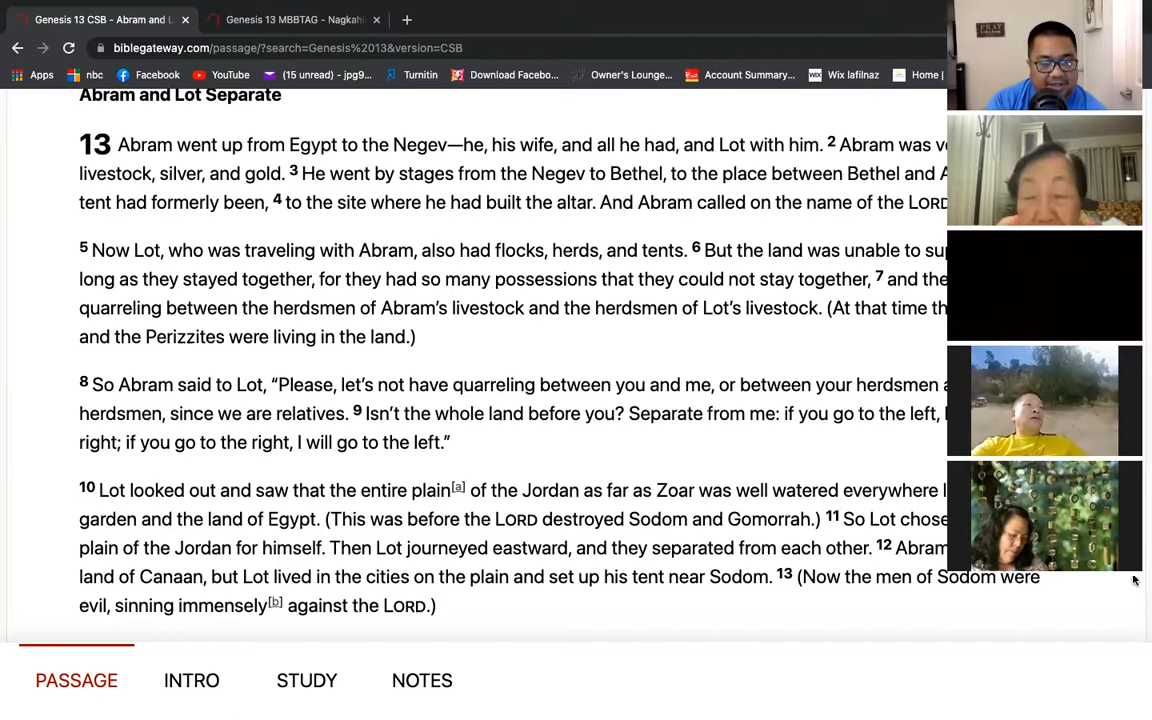 Genesis 13 CSB - Abram and L
Genesis 13 MBBTAG - Nagkahi
biblegateway.com/passage/?search=Genesis%2013&version=CSB
Apps nbc Facebook YouTube (15 unread) - jpg9... Turnitin Download Facebo... Owner's Lounge... Account Summary... WIX Wix lafilnaz Home |
PRAY
Abram and Lot Separate
13 Abram went up from Egypt to the Negev—he, his wife, and all he had, and Lot with him. 2 Abram was v
livestock, silver, and gold. 3 He went by stages from the Negev to Bethel, to the place between Bethel and A
tent had formerly been, 4 to the site where he had built the altar. And Abram called on the name of the LORD
5 Now Lot, who was traveling with Abram, also had flocks, herds, and tents. 6 But the land was unable to su
long as they stayed together, for they had so many possessions that they could not stay together, 7 and the
quarreling between the herdsmen of Abram's livestock and the herdsmen of Lot's livestock. (At that time th
and the Perizzites were living in the land.)
8 So Abram said to Lot, “Please, let's not have quarreling between you and me, or between your herdsmen a
herdsmen, since we are relatives. 9 Isn't the whole land before you? Separate from me: if you go to the left, I
right; if you go to the right, I will go to the left.”
10 Lot looked out and saw that the entire plain[a] of the Jordan as far as Zoar was well watered everywhere l
garden and the land of Egypt. (This was before the LORD destroyed Sodom and Gomorrah.) 11 So Lot chose
plain of the Jordan for himself. Then Lot journeyed eastward, and they separated from each other. 12 Abram
land of Canaan, but Lot lived in the cities on the plain and set up his tent near Sodom. 13 (Now the men of Sodom were
evil, sinning immensely[b] against the LORD.)
PASSAGE INTRO STUDY NOTES